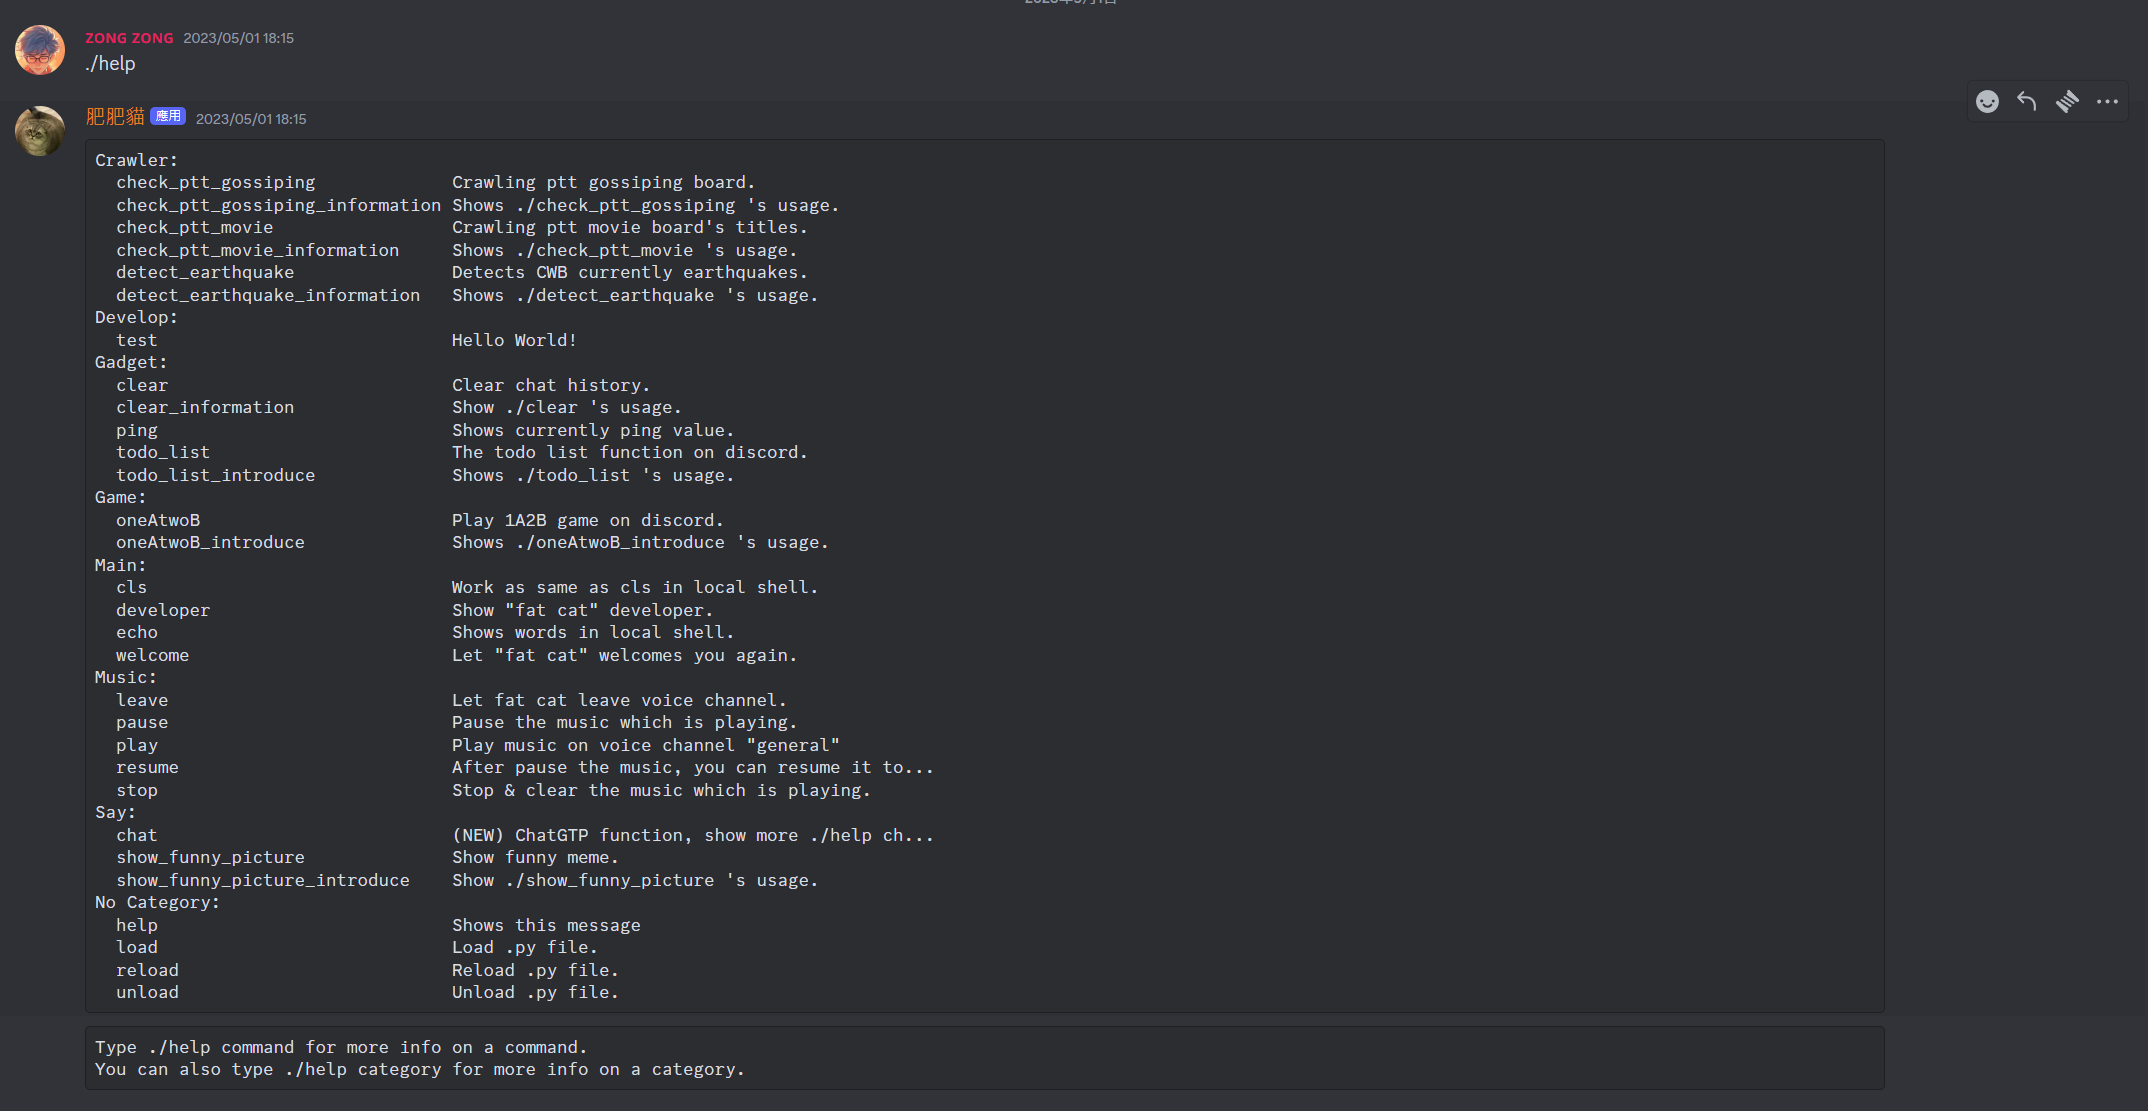 ZONG ZONG 2023/05/01 18:15
./help
肥肥貓 應用 2023/05/01 18:15
Crawler:
check_ptt_gossiping Crawling ptt gossiping board.
check_ptt_gossiping_information Shows ./check_ptt_gossiping 's usage.
check_ptt_movie Crawling ptt movie board's titles.
check_ptt_movie_information Shows ./check_ptt_movie 's usage.
detect_earthquake Detects CWB currently earthquakes.
detect_earthquake_information Shows ./detect_earthquake 's usage.
Develop:
test Hello World!
Gadget:
clear Clear chat history.
clear_information Show ./clear 's usage.
ping Shows currently ping value.
todo_list The todo list function on discord.
todo_list_introduce Shows ./todo_list 's usage.
Game:
oneAtwoB Play 1A2B game on discord.
oneAtwoB_introduce Shows ./oneAtwoB_introduce 's usage.
Main:
cls Work as same as cls in local shell.
developer Show "fat cat" developer.
echo Shows words in local shell.
welcome Let "fat cat" welcomes you again.
Music:
leave Let fat cat leave voice channel.
pause Pause the music which is playing.
play Play music on voice channel "general"
resume After pause the music, you can resume it to...
stop Stop & clear the music which is playing.
Say:
chat (NEW) ChatGTP function, show more ./help ch...
show_funny_picture Show funny meme.
show_funny_picture_introduce Show ./show_funny_picture 's usage.
No Category:
help Shows this message
load Load .py file.
reload Reload .py file.
unload Unload .py file.
Type ./help command for more info on a command.
You can also type ./help category for more info on a category.